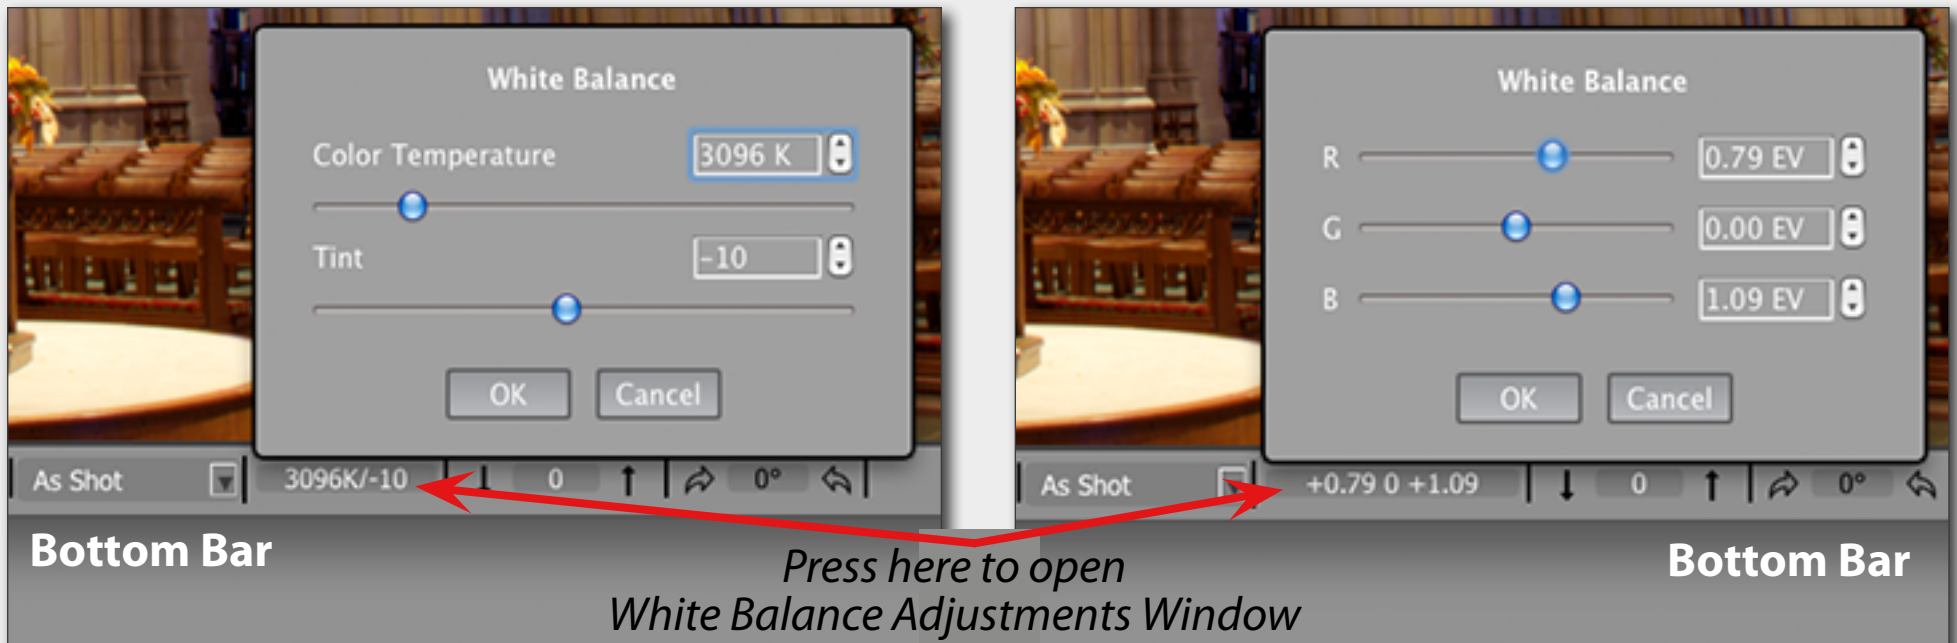 White Balance
Color Temperature 3096 K
Tint -10
OK Cancel
As Shot 3096K/-10 0 0°
Bottom Bar
White Balance
R 0.79 EV
G 0.00 EV
B 1.09 EV
OK Cancel
As Shot +0.79 0 +1.09 0 0°
Bottom Bar
Press here to open
White Balance Adjustments Window